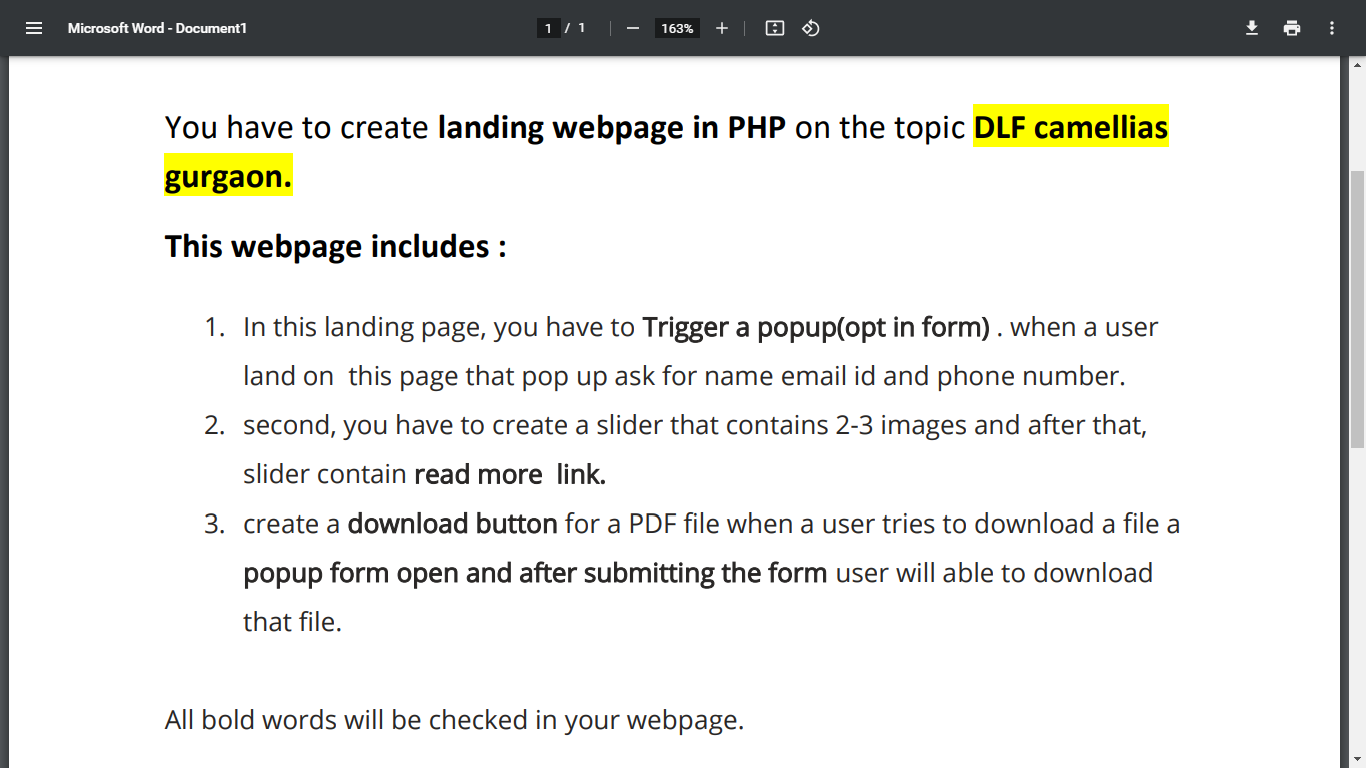 Microsoft Word - Document1
1 / 1
163%
You have to create landing webpage in PHP on the topic DLF camellias
gurgaon.
This webpage includes :
1. In this landing page, you have to Trigger a popup(opt in form) . when a user
land on  this page that pop up ask for name email id and phone number.
2. second, you have to create a slider that contains 2-3 images and after that,
slider contain read more  link.
3. create a download button for a PDF file when a user tries to download a file a
popup form open and after submitting the form user will able to download
that file.
All bold words will be checked in your webpage.